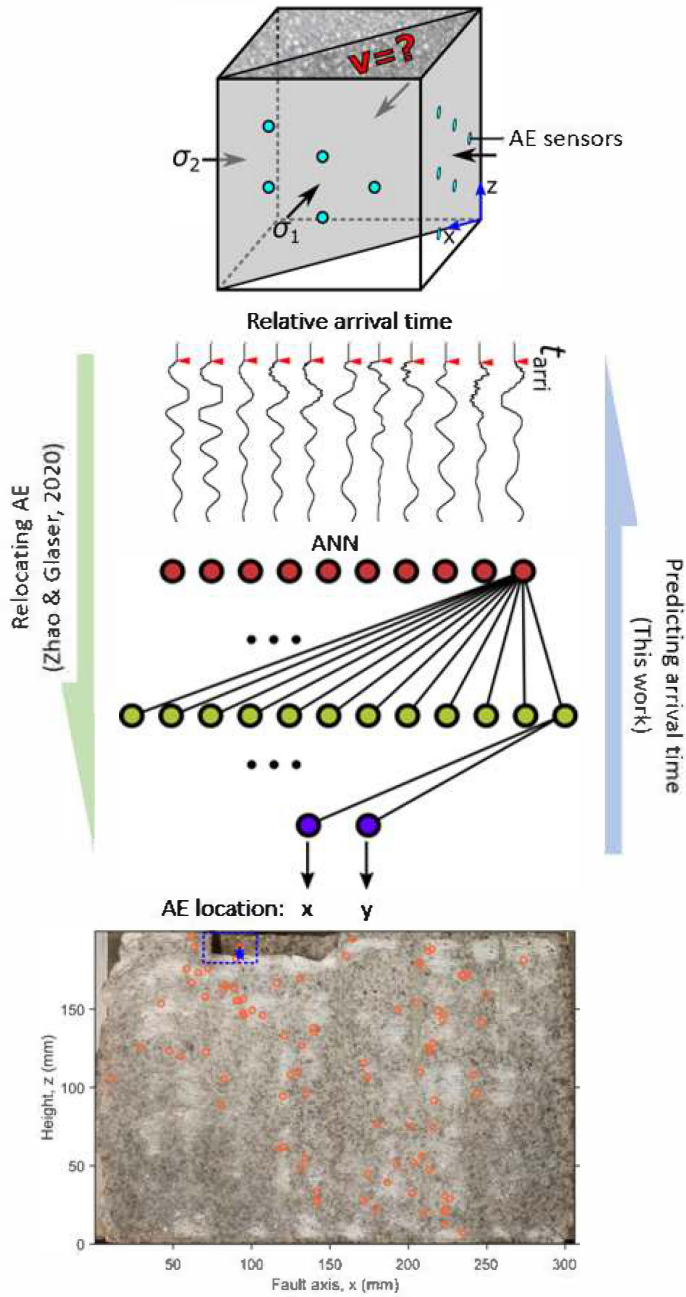 v=?
AE sensors
σ2
z
σ1
x
Relative arrival time
tarri
Relocating AE
(Zhao & Glaser, 2020)
ANN
Predicting arrival time
(This work)
AE location: x y
Height, z (mm)
150
100
50
0
50 100 150 200 250 300
Fault axis, x (mm)